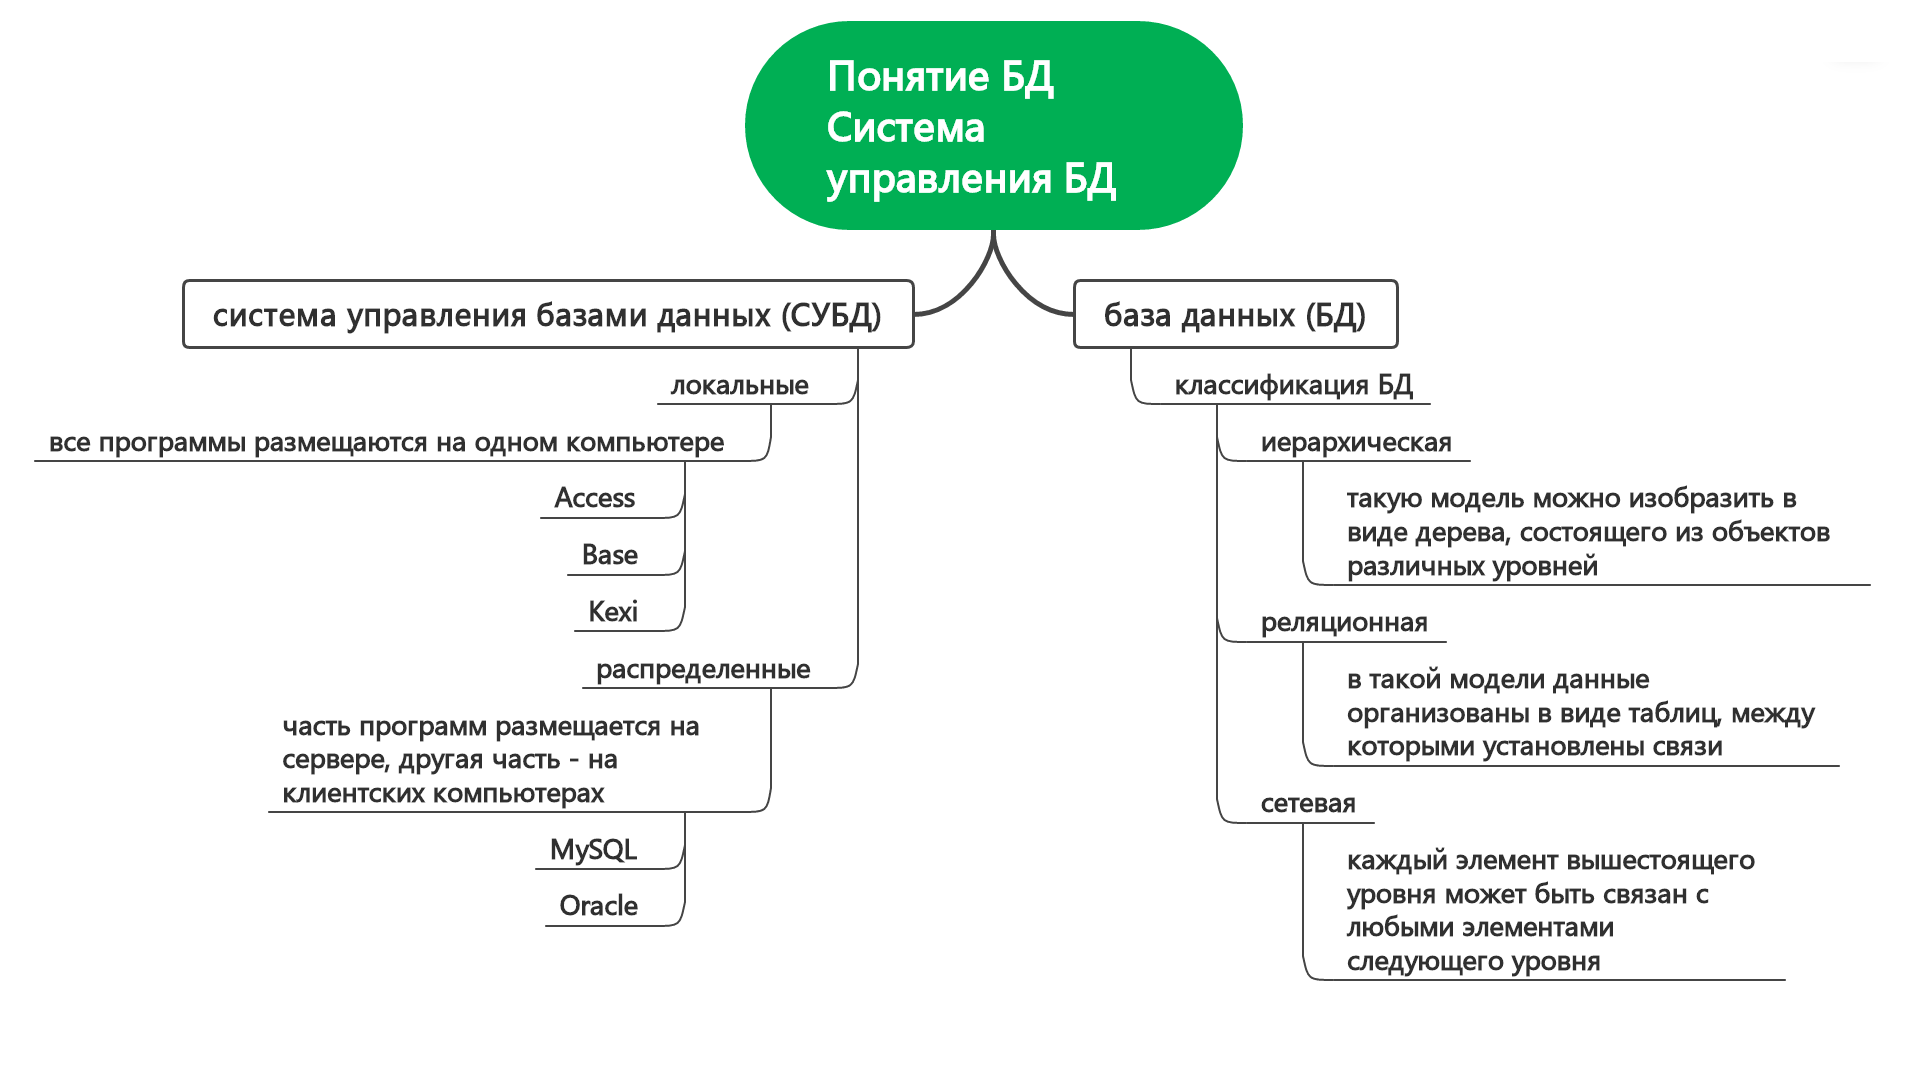 Понятие БД
Система
управления БД
система управления базами данных (СУБД)
локальные
все программы размещаются на одном компьютере
Access
Base
Kexi
распределенные
часть программ размещается на
сервере, другая часть - на
клиентских компьютерах
MySQL
Oracle
база данных (БД)
классификация БД
иерархическая
такую модель можно изобразить в
виде дерева, состоящего из объектов
различных уровней
реляционная
в такой модели данные
организованы в виде таблиц, между
которыми установлены связи
сетевая
каждый элемент вышестоящего
уровня может быть связан с
любыми элементами
следующего уровня